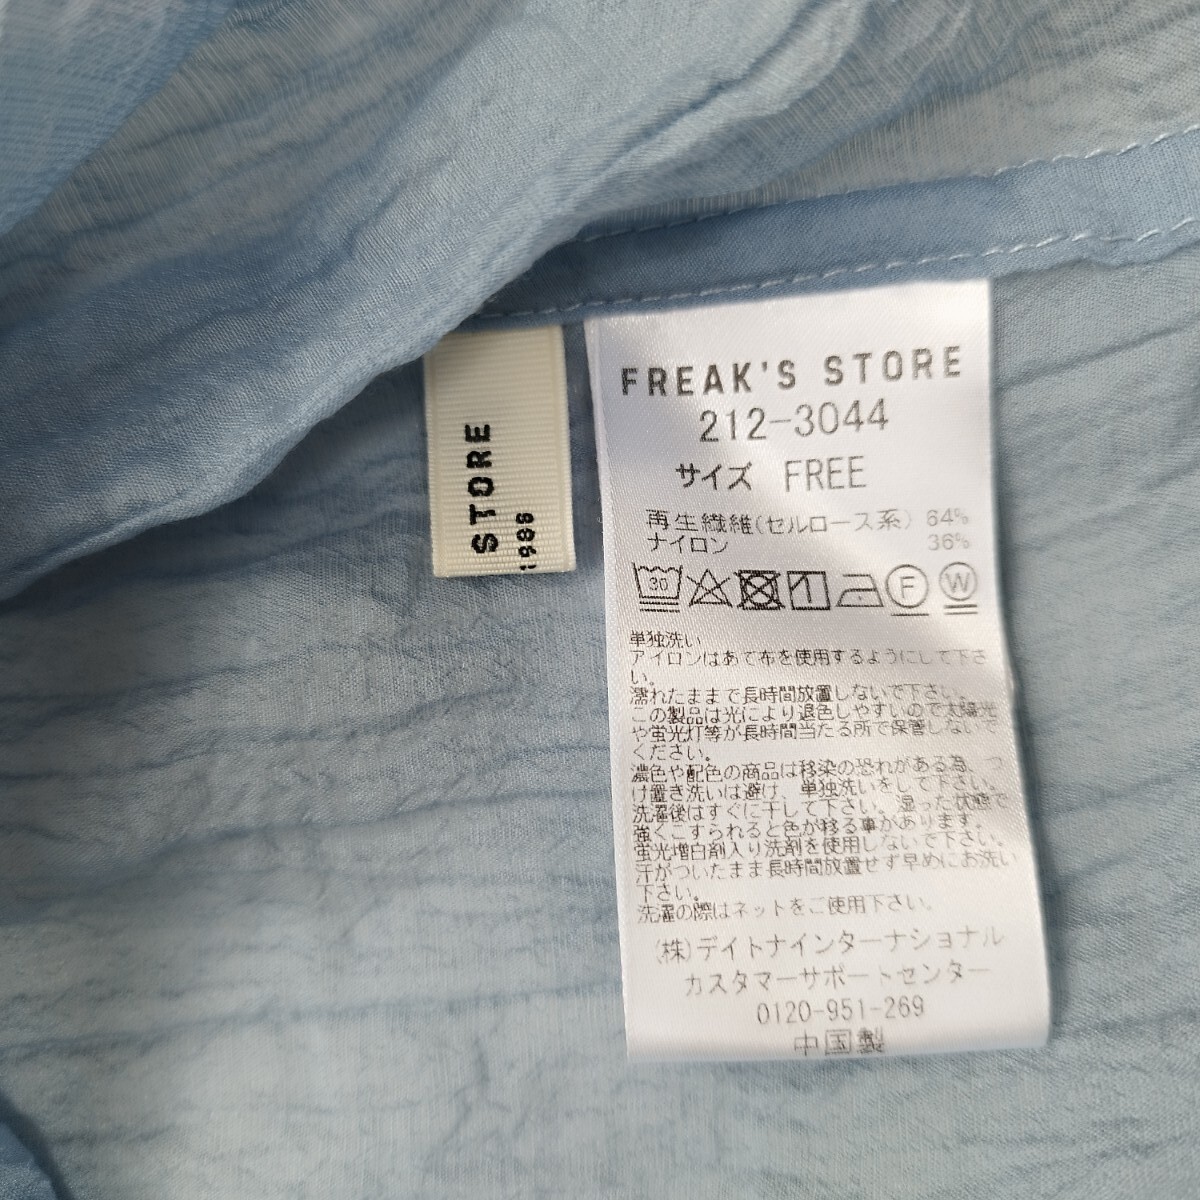 STORE
1986
FREAK'S STORE
212-3044
サイズ FREE
再生繊維(セルロース系) 64%
ナイロン 36%
30
F
W
単独洗い
アイロンはあて布を使用するようにして下さ
い。
濡れたままで長時間放置しないで下さい。
この製品は光により退色しやすいので太陽光
や蛍光灯等が長時間当たる所で保管しないで
ください。
濃色や配色の商品は移染の恐れがある為、つ
け置き洗いは避け、単独洗いをして下さい。
洗濯後はすぐに干して下さい。湿った状態で
強くこすられると色が移る事があります。
蛍光増白剤入り洗剤を使用しないで下さい。
汗がついたまま長時間放置せず早めにお洗い
下さい。
洗濯の際はネットをご使用下さい。
(株)デイトナインターナショナル
カスタマーサポートセンター
0120-951-269
中国製